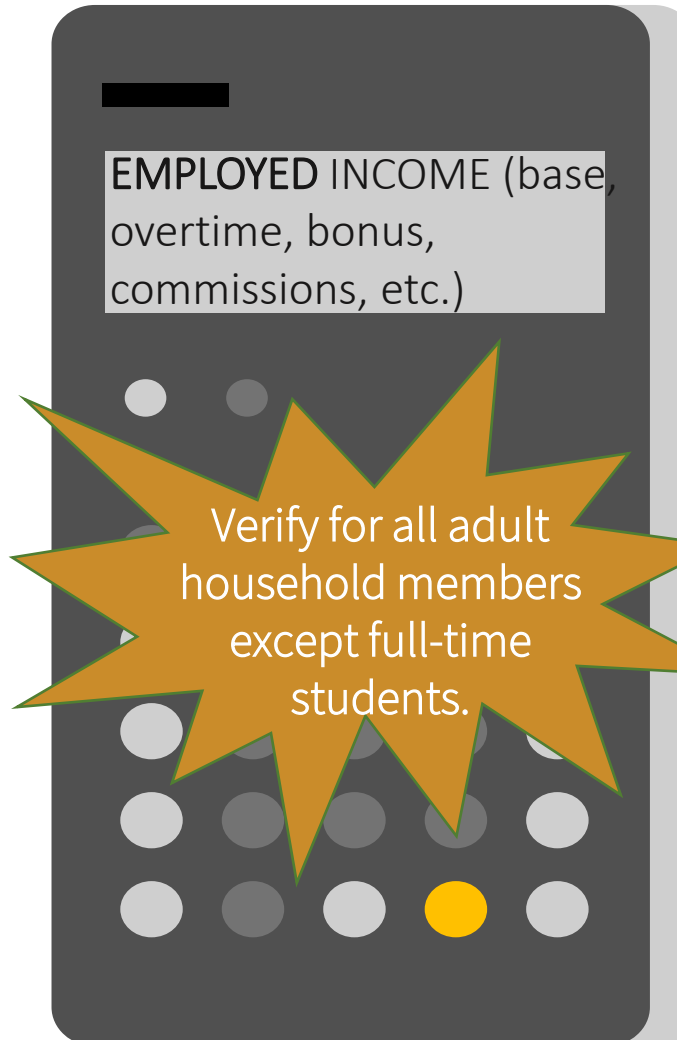 EMPLOYED INCOME (base,
overtime, bonus,
commissions, etc.)
Verify for all adult
household members
except full-time
students.